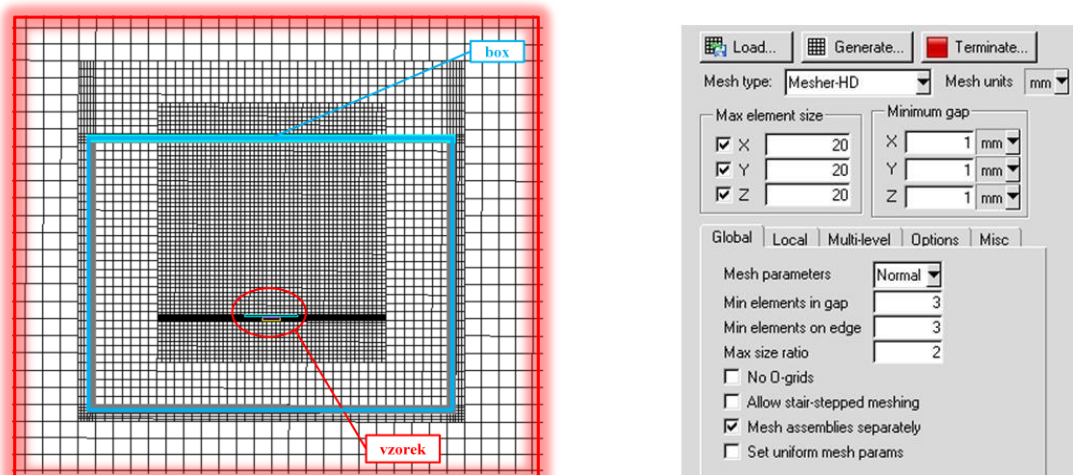 box
vzorek
Load... Generate... Terminate...
Mesh type: Mesher-HD Mesh units mm
Max element size Minimum gap
X 20 X 1 mm
Y 20 Y 1 mm
Z 20 Z 1 mm
Global Local Multi-level Options Misc
Mesh parameters Normal
Min elements in gap 3
Min elements on edge 3
Max size ratio 2
No O-grids
Allow stair-stepped meshing
Mesh assemblies separately
Set uniform mesh params